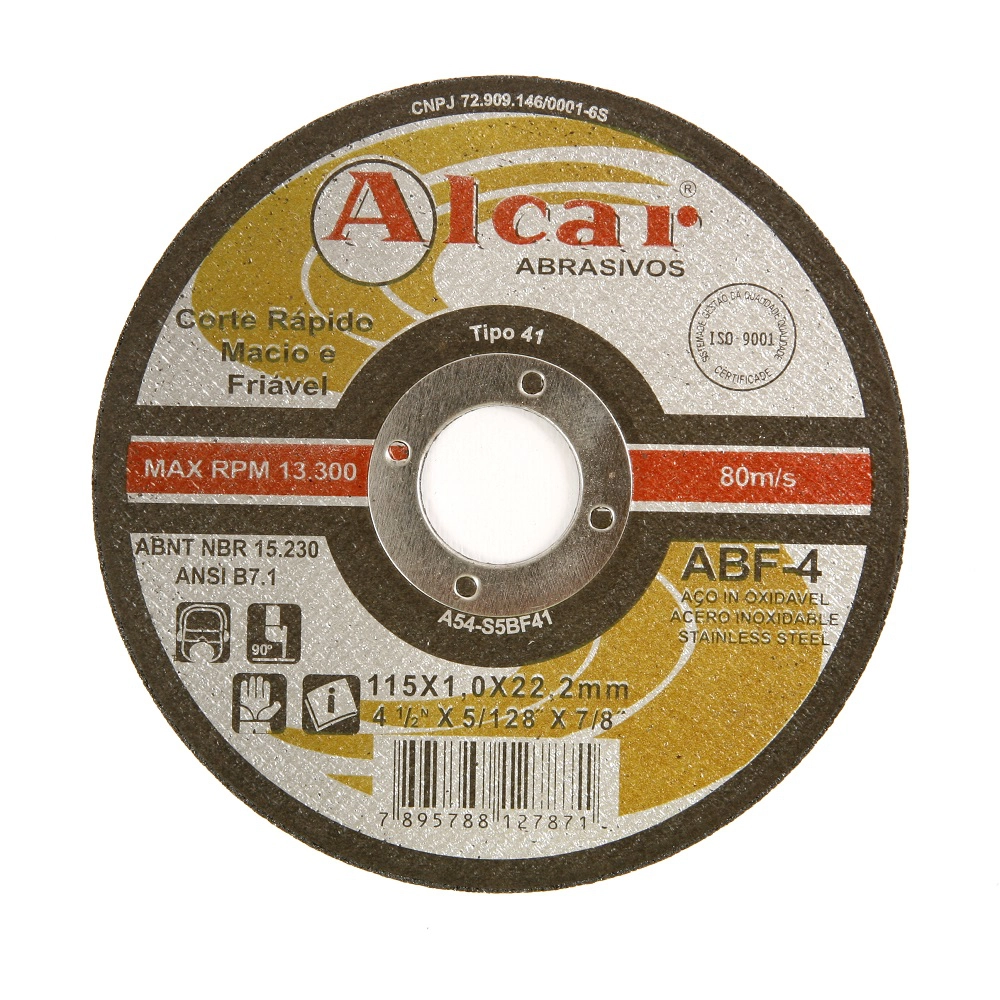 CNPJ 72.909.146/0001-6S
Alcar®
ABRASIVOS
Corte Rápido
Macio e
Friável
Tipo 41
SISTEMA DE GESTÃO DA QUALIDADE
ISO 9001
CERTIFICADE
MAX RPM 13.300
80m/s
ABNT NBR 15.230
ANSI B7.1
ABF-4
AÇO IN OXIDAVEL
ACERO INOXIDABLE
STAINLESS STEEL
A54-S5BF41
90º
i
115X1,0X22,2mm
4 1/2" X 5/128" X 7/8"
7 895788 127871